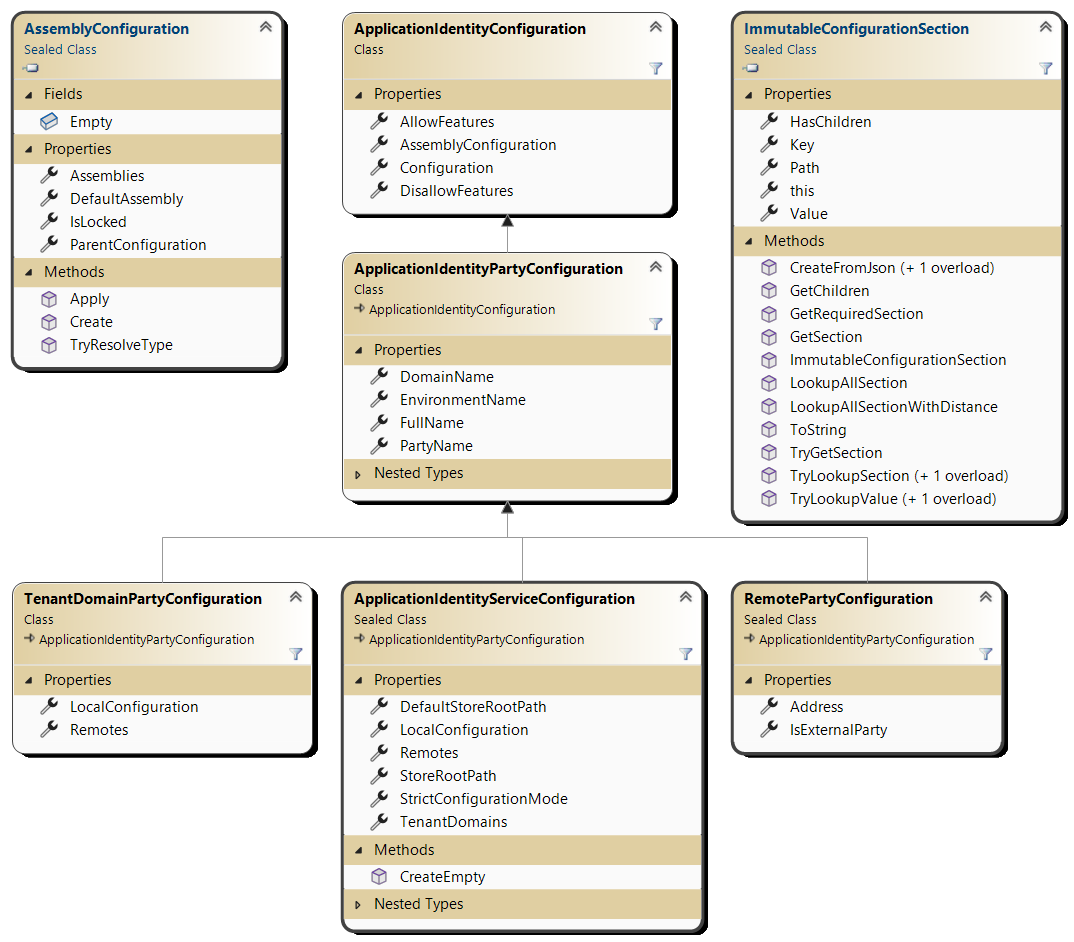 AssemblyConfiguration
Sealed Class
Fields
Empty
Properties
Assemblies
DefaultAssembly
IsLocked
ParentConfiguration
Methods
Apply
Create
TryResolveType
ApplicationIdentityConfiguration
Class
Properties
AllowFeatures
AssemblyConfiguration
Configuration
DisallowFeatures
ImmutableConfigurationSection
Sealed Class
Properties
HasChildren
Key
Path
this
Value
Methods
CreateFromJson (+ 1 overload)
GetChildren
GetRequiredSection
GetSection
ImmutableConfigurationSection
LookupAllSection
LookupAllSectionWithDistance
ToString
TryGetSection
TryLookupSection (+ 1 overload)
TryLookupValue (+ 1 overload)
ApplicationIdentityPartyConfiguration
Class
ApplicationIdentityConfiguration
Properties
DomainName
EnvironmentName
FullName
PartyName
Nested Types
TenantDomainPartyConfiguration
Class
ApplicationIdentityPartyConfiguration
Properties
LocalConfiguration
Remotes
ApplicationIdentityServiceConfiguration
Sealed Class
ApplicationIdentityPartyConfiguration
Properties
DefaultStoreRootPath
LocalConfiguration
Remotes
StoreRootPath
StrictConfigurationMode
TenantDomains
Methods
CreateEmpty
Nested Types
RemotePartyConfiguration
Sealed Class
ApplicationIdentityPartyConfiguration
Properties
Address
IsExternalParty